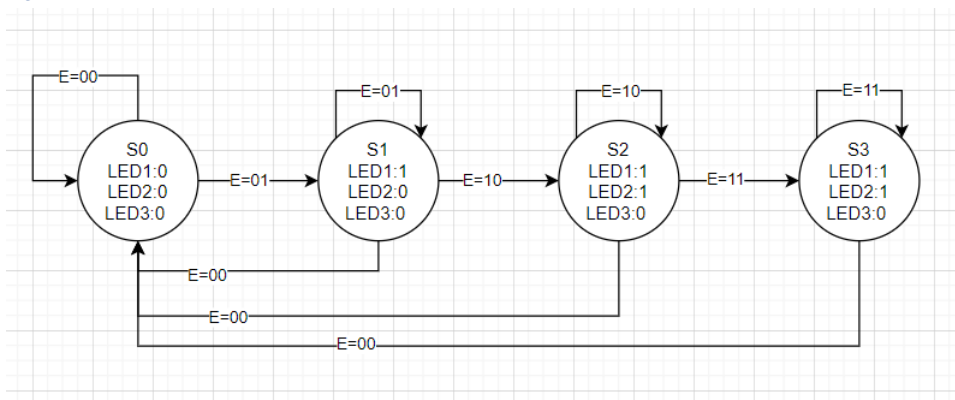 E=00
E=01
E=10
E=11
S0
LED1:0
LED2:0
LED3:0
E=01
S1
LED1:1
LED2:0
LED3:0
E=10
S2
LED1:1
LED2:1
LED3:0
E=11
S3
LED1:1
LED2:1
LED3:0
E=00
E=00
E=00